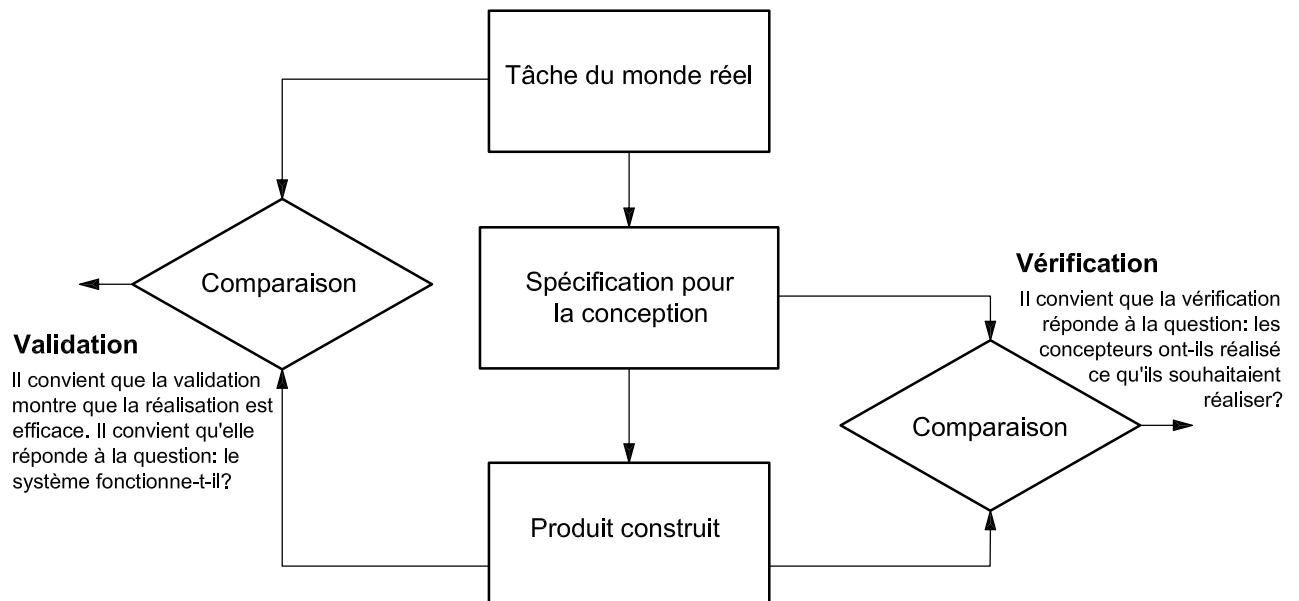 Tâche du monde réel
Comparaison
Spécification pour
la conception
Vérification
Il convient que la vérification
réponde à la question: les
concepteurs ont-ils réalisé
ce qu'ils souhaitaient
réaliser?
Validation
Il convient que la validation
montre que la réalisation est
efficace. Il convient qu'elle
réponde à la question: le
système fonctionne-t-il?
Comparaison
Produit construit